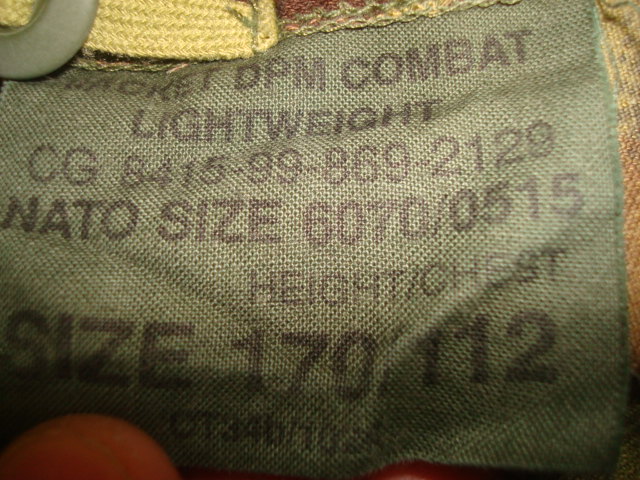 JACKET DPM COMBAT
LIGHTWEIGHT
CG 8415-99-869-2129
NATO SIZE 6070/0515
HEIGHT/CHEST
SIZE 170/112